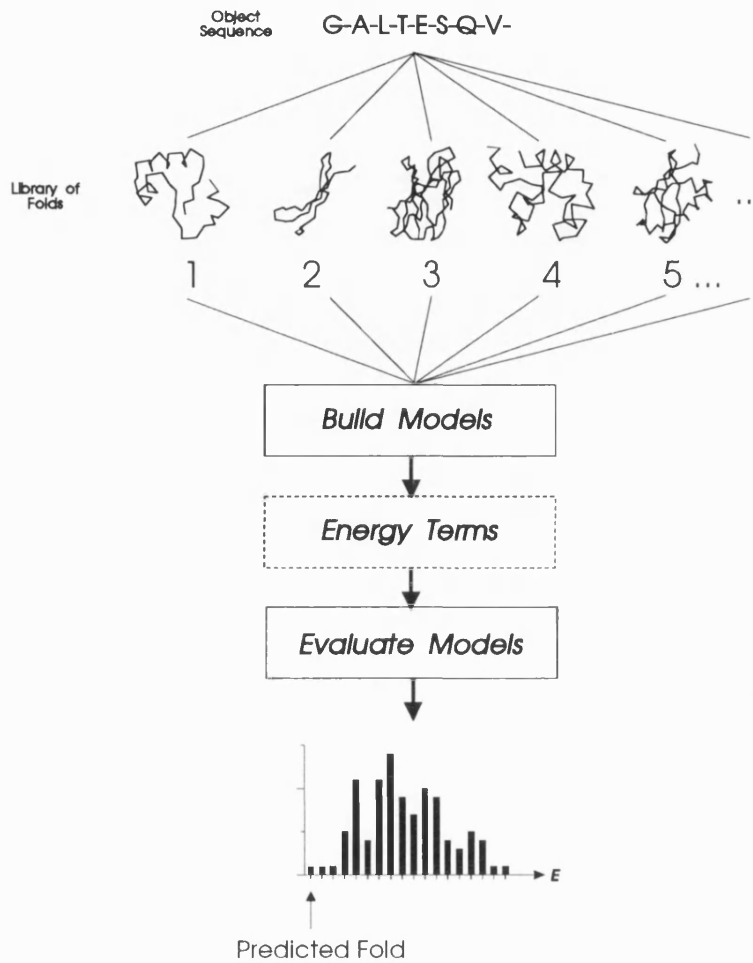 Object
Sequence
G-A-L-T-E-S-Q-V-
Library of
Folds
...
1 2 3 4 5 ...
Build Models
Energy Terms
Evaluate Models
E
Predicted Fold